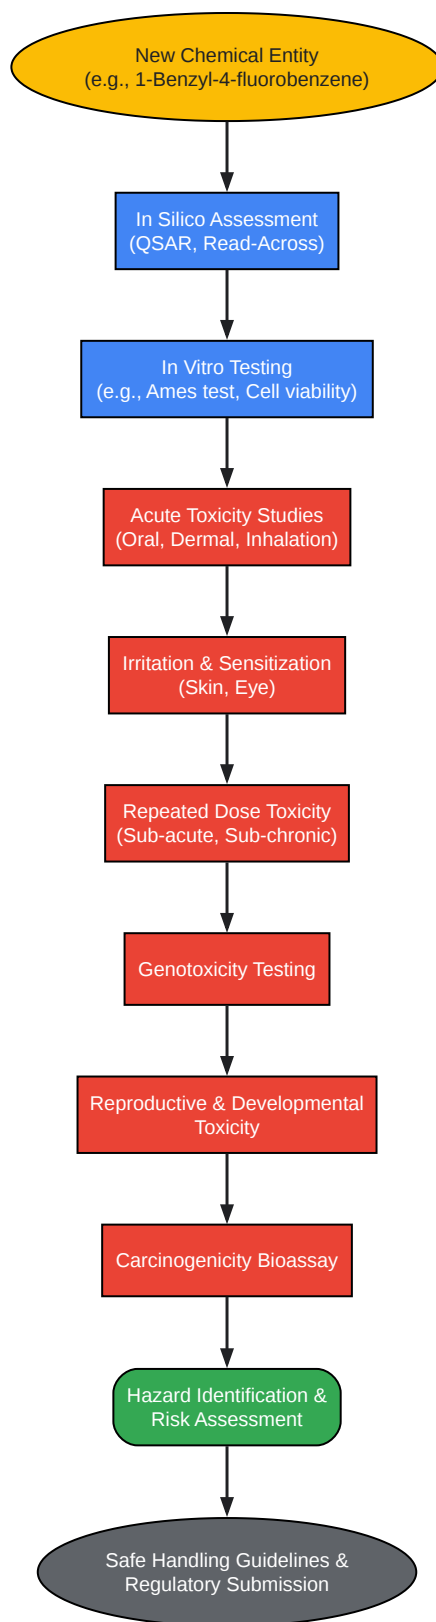 New Chemical Entity
(e.g., 1-Benzyl-4-fluorobenzene)
In Silico Assessment
(QSAR, Read-Across)
In Vitro Testing
(e.g., Ames test, Cell viability)
Acute Toxicity Studies
(Oral, Dermal, Inhalation)
Irritation & Sensitization
(Skin, Eye)
Repeated Dose Toxicity
(Sub-acute, Sub-chronic)
Genotoxicity Testing
Reproductive & Developmental
Toxicity
Carcinogenicity Bioassay
Hazard Identification &
Risk Assessment
Safe Handling Guidelines &
Regulatory Submission